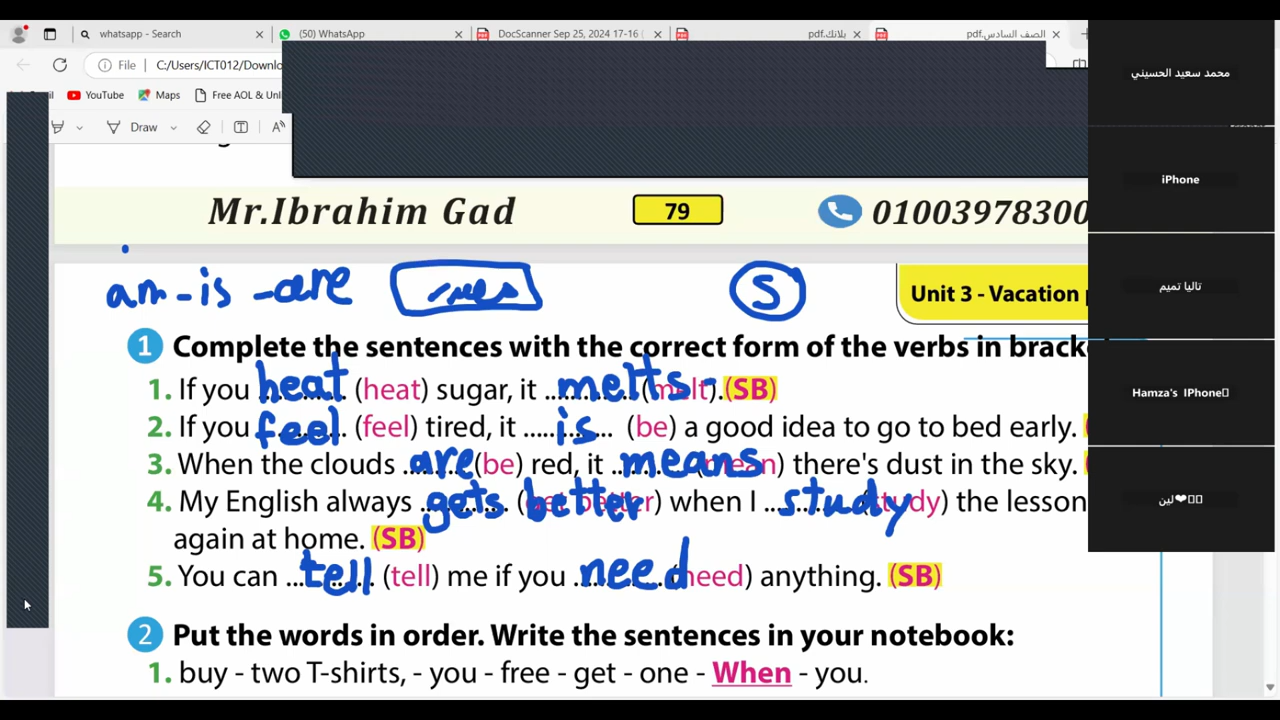 whatsapp - Search
(50) WhatsApp
DocScanner Sep 25, 2024 17-16 (
بلانك.pdf
الصف السادس.pdf
File
C:/Users/ICT012/Downlo
YouTube
Maps
Free AOL & Unl
Draw
Mr.Ibrahim Gad
79
01003978300
am - is - are
S
Unit 3 - Vacation
1 Complete the sentences with the correct form of the verbs in brack
1. If you heat (heat) sugar, it melts (melt). (SB)
2. If you feel (feel) tired, it is (be) a good idea to go to bed early.
3. When the clouds are (be) red, it means (mean) there's dust in the sky.
4. My English always gets better (get better) when I study (study) the lesson
again at home. (SB)
5. You can tell (tell) me if you need (need) anything. (SB)
2 Put the words in order. Write the sentences in your notebook:
1. buy - two T-shirts, - you - free - get - one - When - you.
محمد سعيد الحسيني
iPhone
تاليا تميم
Hamza's IPhone
لين❤